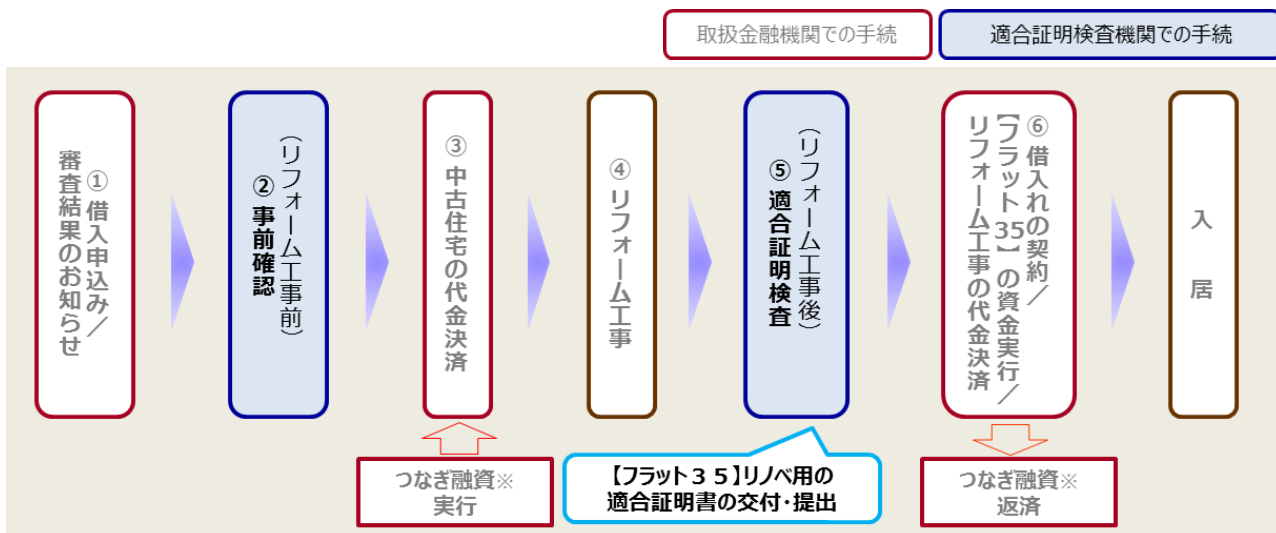 取扱金融機関での手続
適合証明検査機関での手続
①借入申込み／
審査結果のお知らせ
（リフォーム工事前）
②事前確認
③中古住宅の代金決済
④リフォーム工事
（リフォーム工事後）
⑤適合証明検査
⑥借入れの契約／
【フラット35】の資金実行／
リフォーム工事の代金決済
入居
つなぎ融資※
実行
【フラット３５】リノベ用の
適合証明書の交付・提出
つなぎ融資※
返済